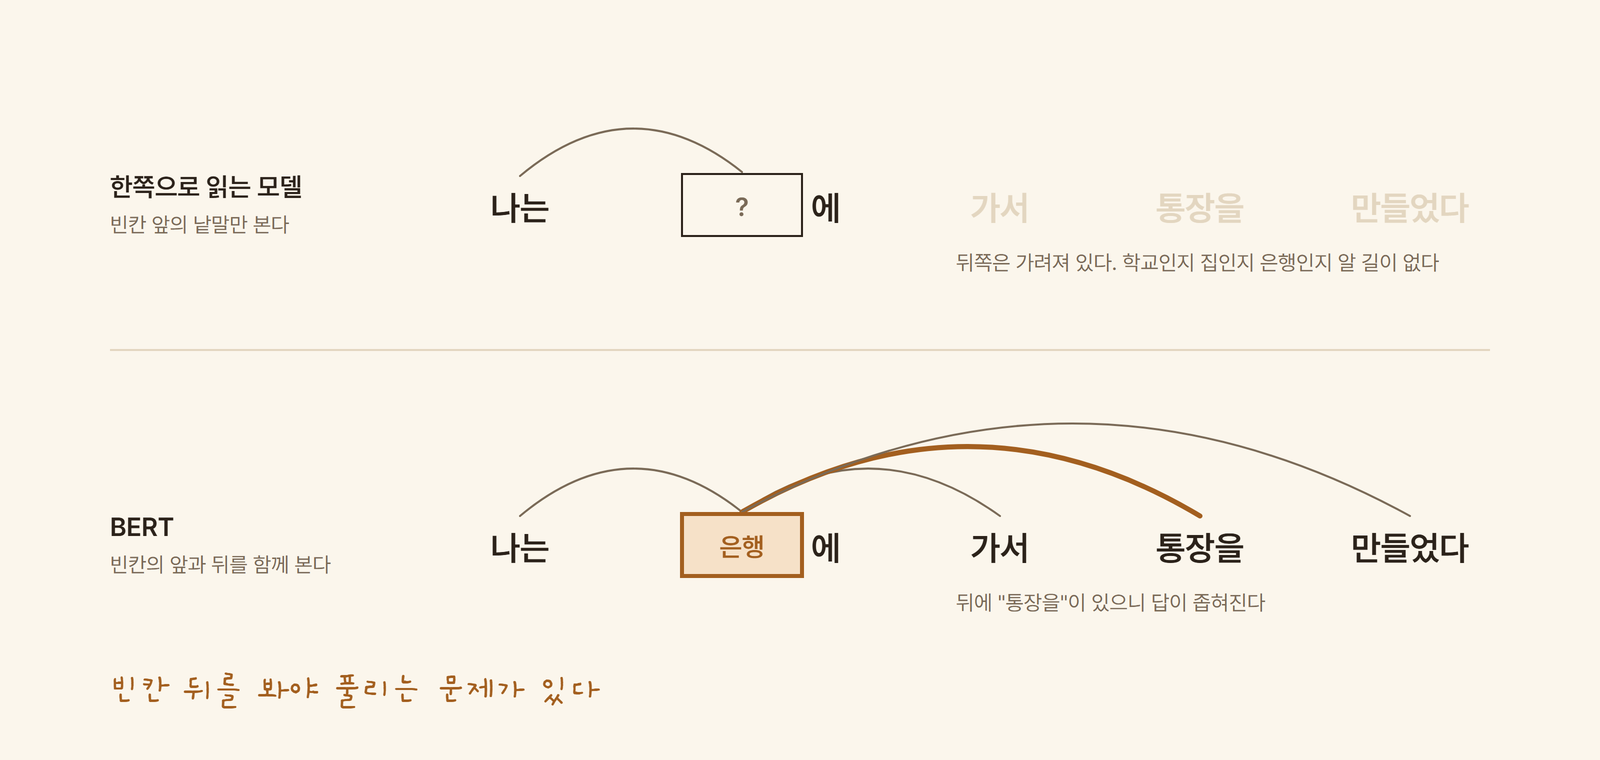 한쪽으로 읽는 모델
빈칸 앞의 낱말만 본다
나는 ? 에 가서 통장을 만들었다
뒤쪽은 가려져 있다. 학교인지 집인지 은행인지 알 길이 없다
BERT
빈칸의 앞과 뒤를 함께 본다
나는 은행 에 가서 통장을 만들었다
뒤에 "통장을"이 있으니 답이 좁혀진다
빈칸 뒤를 봐야 풀리는 문제가 있다